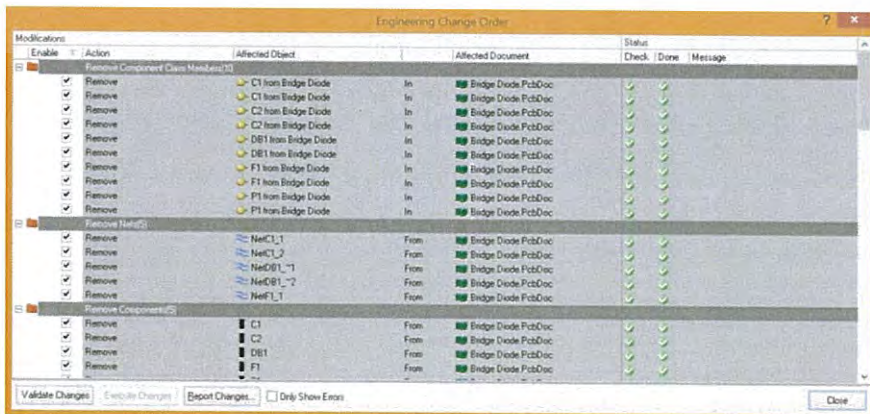 Engineering Change Order
? ×
Modifications Status
Enable Action Affected Object Affected Document Check Done Message
Remove Component Class Members(10)
Remove C1 from Bridge Diode In Bridge Diode.PcbDoc
Remove C1 from Bridge Diode In Bridge Diode.PcbDoc
Remove C2 from Bridge Diode In Bridge Diode.PcbDoc
Remove C2 from Bridge Diode In Bridge Diode.PcbDoc
Remove DB1 from Bridge Diode In Bridge Diode.PcbDoc
Remove DB1 from Bridge Diode In Bridge Diode.PcbDoc
Remove F1 from Bridge Diode In Bridge Diode.PcbDoc
Remove F1 from Bridge Diode In Bridge Diode.PcbDoc
Remove P1 from Bridge Diode In Bridge Diode.PcbDoc
Remove P1 from Bridge Diode In Bridge Diode.PcbDoc
Remove Nets(5)
Remove NetC1_1 From Bridge Diode.PcbDoc
Remove NetC1_2 From Bridge Diode.PcbDoc
Remove NetDB1_~1 From Bridge Diode.PcbDoc
Remove NetDB1_~2 From Bridge Diode.PcbDoc
Remove NetF1_1 From Bridge Diode.PcbDoc
Remove Components(5)
Remove C1 From Bridge Diode.PcbDoc
Remove C2 From Bridge Diode.PcbDoc
Remove DB1 From Bridge Diode.PcbDoc
Remove F1 From Bridge Diode.PcbDoc
Validate Changes Execute Changes Report Changes... Only Show Errors Close